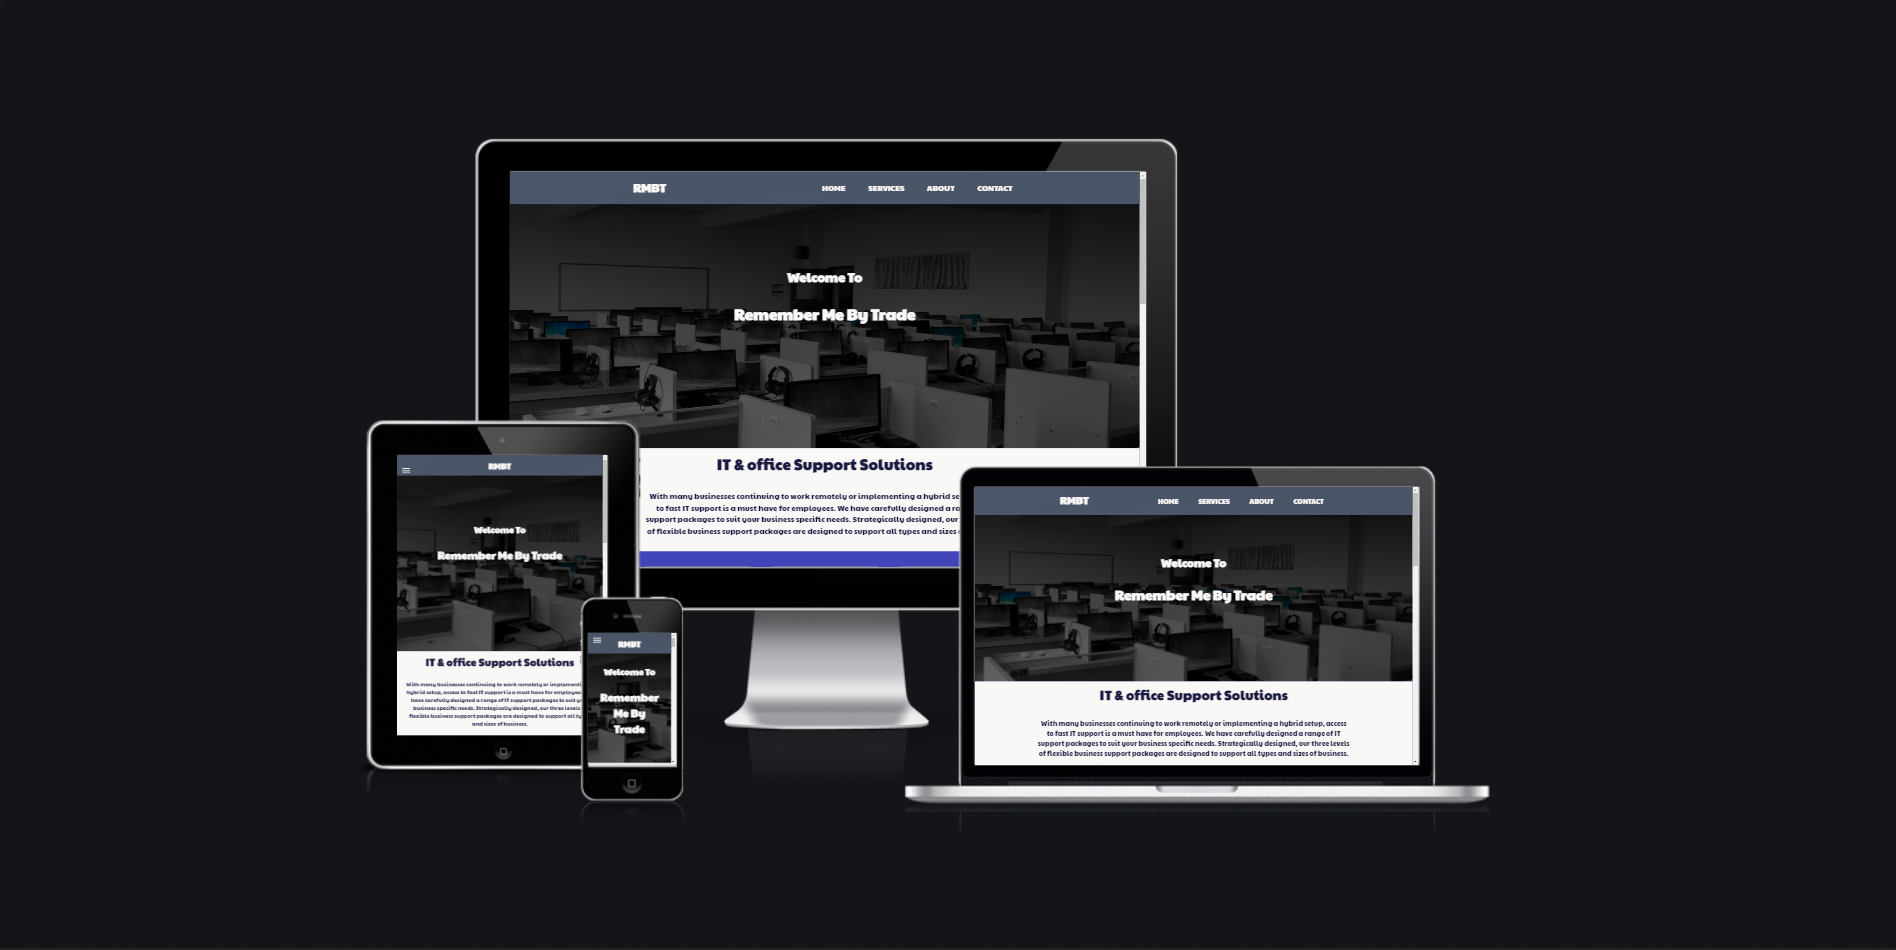 RMBT
HOME SERVICES ABOUT CONTACT
Welcome To
Remember Me By Trade
IT & office Support Solutions
With many businesses continuing to work remotely or implementing a hybrid se
to fast IT support is a must have for employees. We have carefully designed a ra
support packages to suit your business specific needs. Strategically designed, our
of flexible business support packages are designed to support all types and sizes
RMBT
Welcome To
Remember Me By Trade
IT & office Support Solutions
With many businesses continuing to work remotely or implementi
hybrid setup, access to fast IT support is a must have for employee
have carefully designed a range of IT support packages to suit yo
business specific needs. Strategically designed, our three levels
flexible business support packages are designed to support all ty
and sizes of business.
RMBT
Welcome To
Remember
Me By
Trade
RMBT
HOME SERVICES ABOUT CONTACT
Welcome To
Remember Me By Trade
IT & office Support Solutions
With many businesses continuing to work remotely or implementing a hybrid setup, access
to fast IT support is a must have for employees. We have carefully designed a range of IT
support packages to suit your business specific needs. Strategically designed, our three levels
of flexible business support packages are designed to support all types and sizes of business.